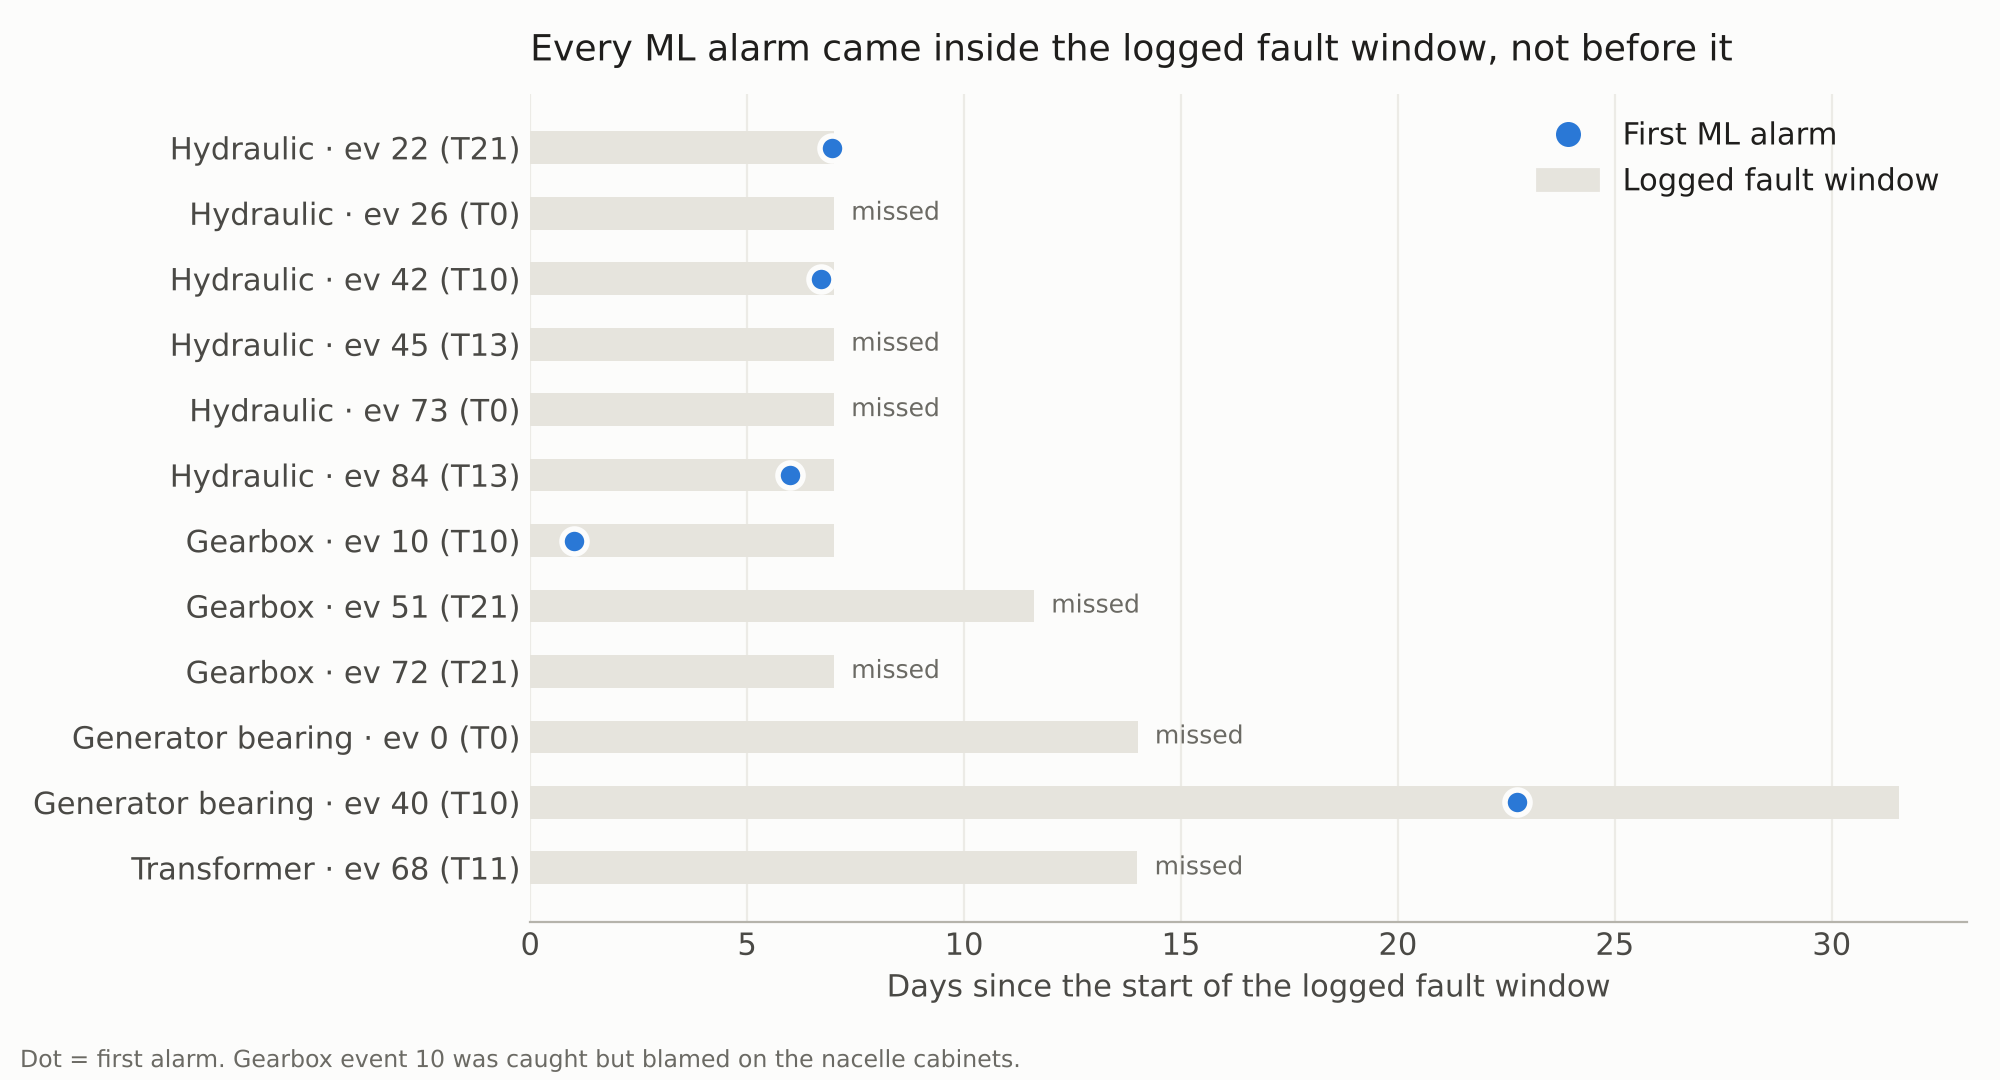 Every ML alarm came inside the logged fault window, not before it
First ML alarm
Logged fault window
Hydraulic · ev 22 (T21)
Hydraulic · ev 26 (T0)
missed
Hydraulic · ev 42 (T10)
Hydraulic · ev 45 (T13)
missed
Hydraulic · ev 73 (T0)
missed
Hydraulic · ev 84 (T13)
Gearbox · ev 10 (T10)
Gearbox · ev 51 (T21)
missed
Gearbox · ev 72 (T21)
missed
Generator bearing · ev 0 (T0)
missed
Generator bearing · ev 40 (T10)
Transformer · ev 68 (T11)
missed
0 5 10 15 20 25 30
Days since the start of the logged fault window
Dot = first alarm. Gearbox event 10 was caught but blamed on the nacelle cabinets.